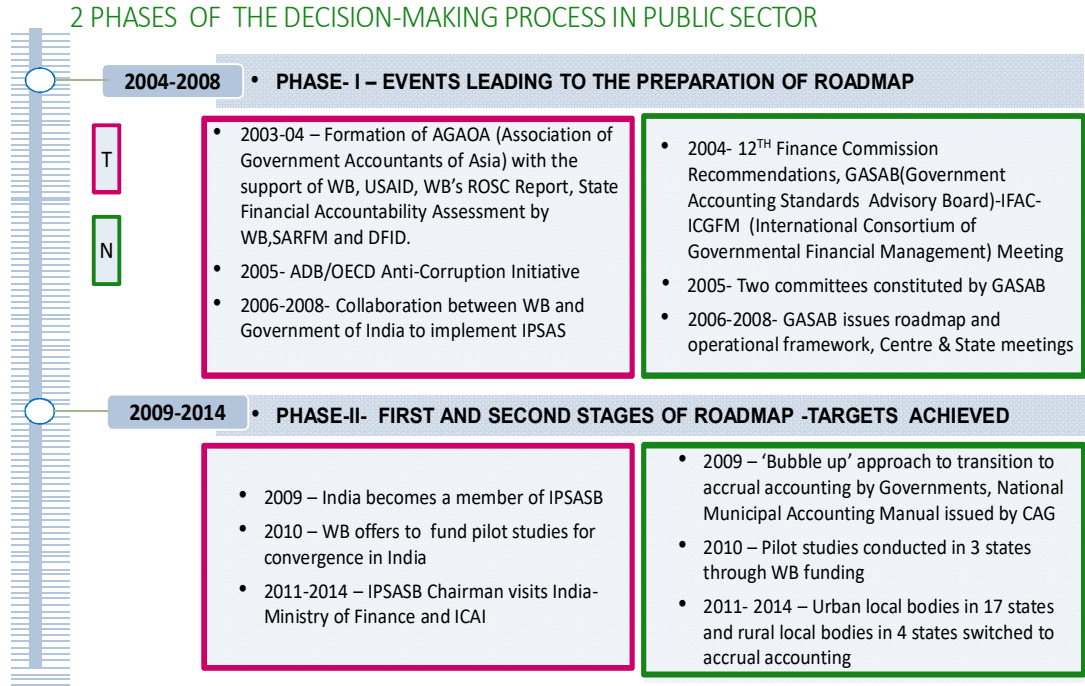 2 PHASES OF THE DECISION-MAKING PROCESS IN PUBLIC SECTOR
2004-2008
• PHASE- I – EVENTS LEADING TO THE PREPARATION OF ROADMAP
T
N
• 2003-04 – Formation of AGAOA (Association of
Government Accountants of Asia) with the
support of WB, USAID, WB's ROSC Report, State
Financial Accountability Assessment by
WB,SARFM and DFID.
• 2005- ADB/OECD Anti-Corruption Initiative
• 2006-2008- Collaboration between WB and
Government of India to implement IPSAS
• 2004- 12TH Finance Commission
Recommendations, GASAB(Government
Accounting Standards Advisory Board)-IFAC-
ICGFM (International Consortium of
Governmental Financial Management) Meeting
• 2005- Two committees constituted by GASAB
• 2006-2008- GASAB issues roadmap and
operational framework, Centre & State meetings
2009-2014
• PHASE-II- FIRST AND SECOND STAGES OF ROADMAP -TARGETS ACHIEVED
• 2009 – India becomes a member of IPSASB
• 2010 – WB offers to fund pilot studies for
convergence in India
• 2011-2014 – IPSASB Chairman visits India-
Ministry of Finance and ICAI
• 2009 – 'Bubble up' approach to transition to
accrual accounting by Governments, National
Municipal Accounting Manual issued by CAG
• 2010 – Pilot studies conducted in 3 states
through WB funding
• 2011- 2014 – Urban local bodies in 17 states
and rural local bodies in 4 states switched to
accrual accounting